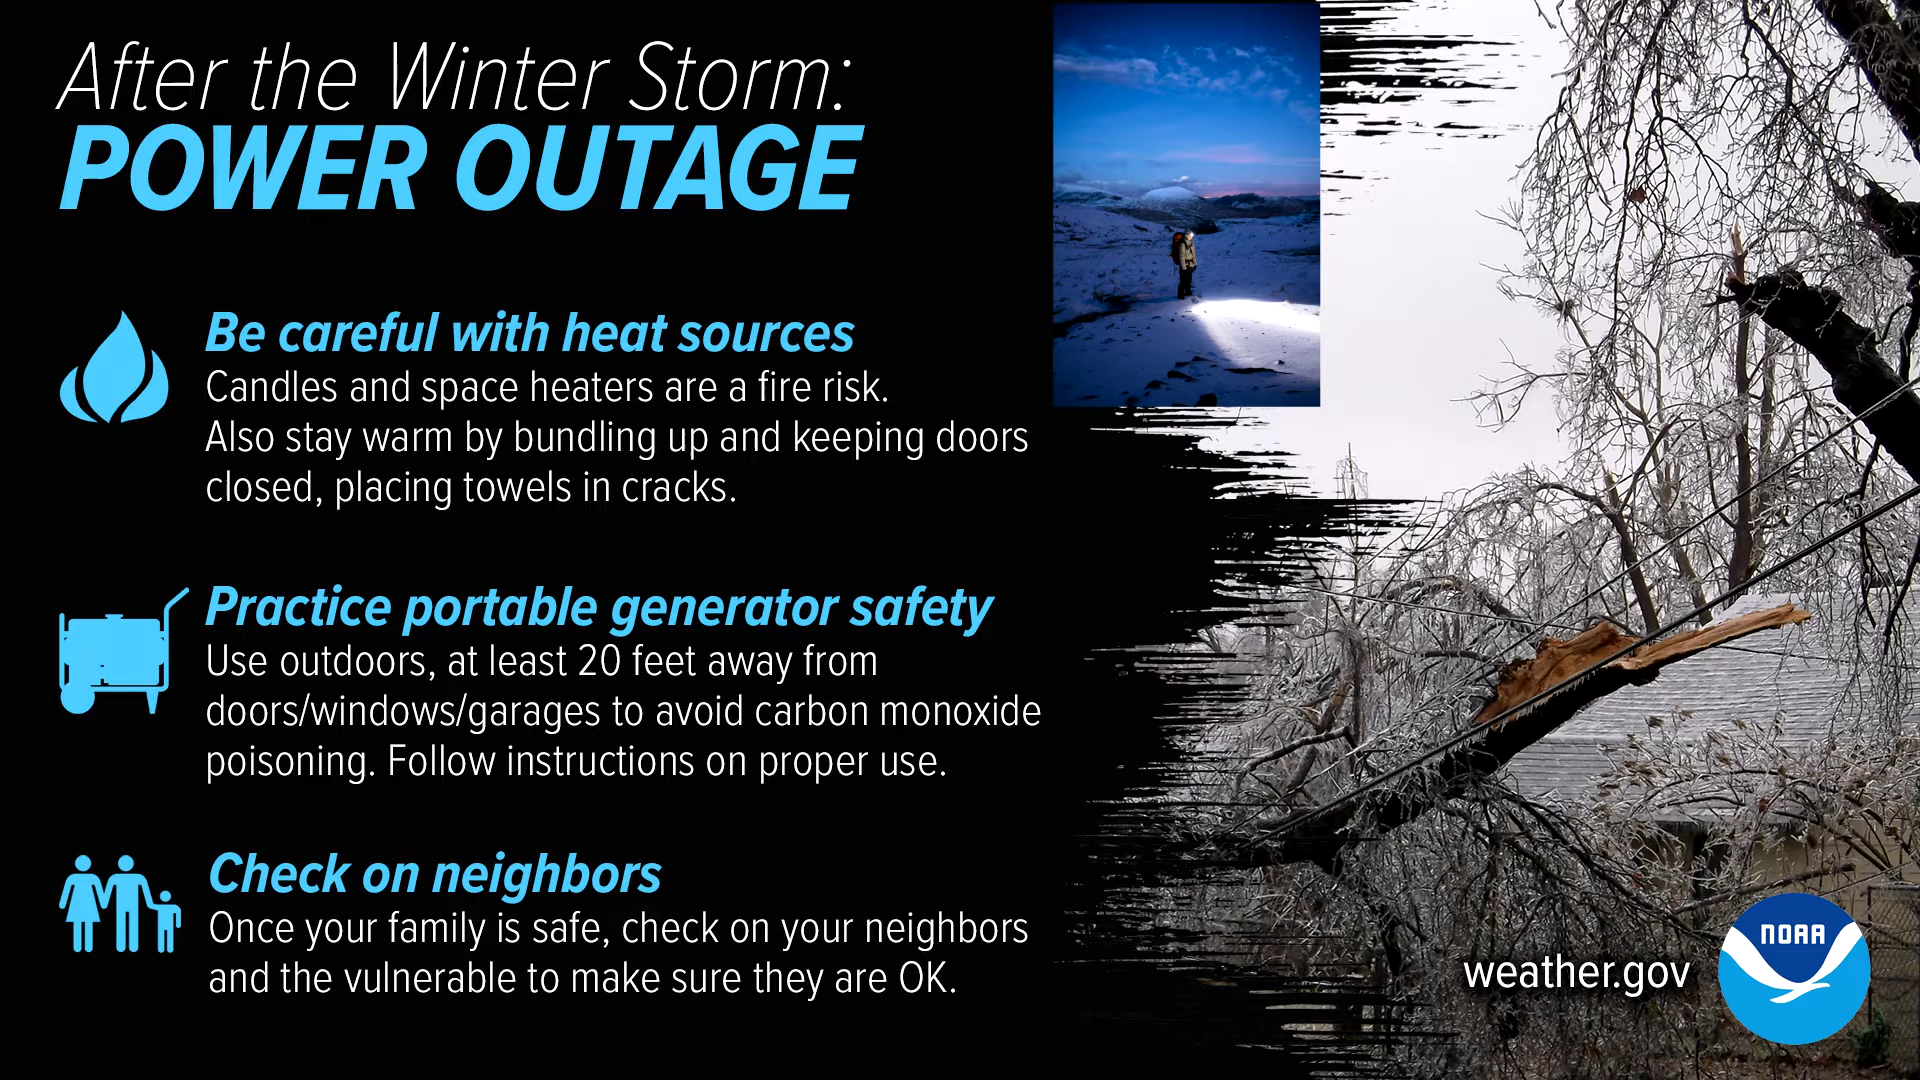 After the Winter Storm:
POWER OUTAGE
Be careful with heat sources
Candles and space heaters are a fire risk.
Also stay warm by bundling up and keeping doors
closed, placing towels in cracks.
Practice portable generator safety
Use outdoors, at least 20 feet away from
doors/windows/garages to avoid carbon monoxide
poisoning. Follow instructions on proper use.
Check on neighbors
Once your family is safe, check on your neighbors
and the vulnerable to make sure they are OK.
weather.gov
NOAA